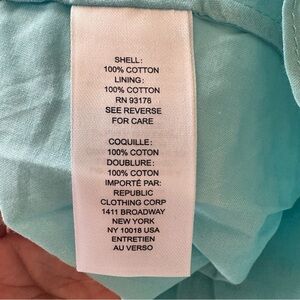 SHELL:
100% COTTON
LINING:
100% COTTON
RN 93178
SEE REVERSE
FOR CARE
COQUILLE:
100% COTON
DOUBLURE:
100% COTON
IMPORTÉ PAR:
REPUBLIC
CLOTHING CORP
1411 BROADWAY
NEW YORK
NY 10018 USA
ENTRETIEN
AU VERSO